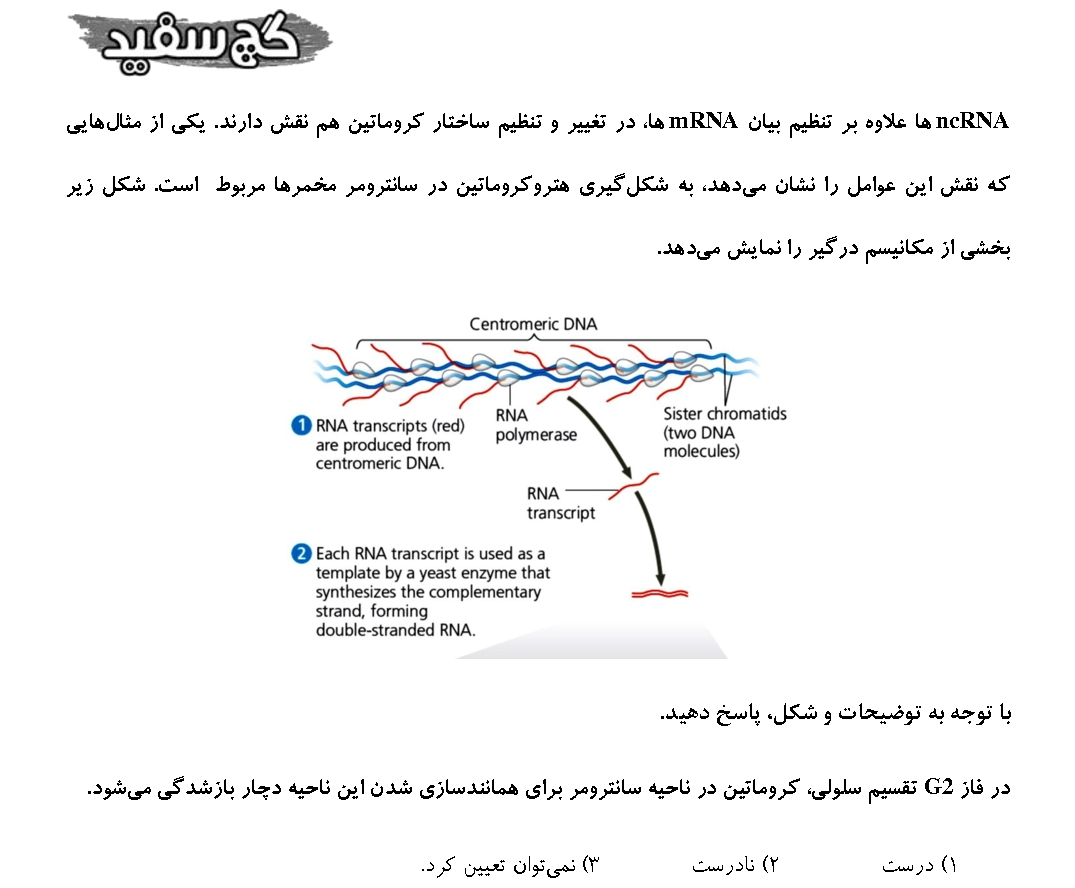 گچ سفید
ncRNA ها علاوه بر تنظیم بیان mRNA ها، در تغییر و تنظیم ساختار کروماتین هم نقش دارند. یکی از مثال‌هایی
که نقش این عوامل را نشان می‌دهد، به شکل‌گیری هتروکروماتین در سانترومر مخمرها مربوط است. شکل زیر
بخشی از مکانیسم درگیر را نمایش می‌دهد.
Centromeric DNA
1 RNA transcripts (red)
are produced from
centromeric DNA.
RNA
polymerase
Sister chromatids
(two DNA
molecules)
RNA
transcript
2 Each RNA transcript is used as a
template by a yeast enzyme that
synthesizes the complementary
strand, forming
double-stranded RNA.
با توجه به توضیحات و شکل، پاسخ دهید.
در فاز G2 تقسیم سلولی، کروماتین در ناحیه سانترومر برای همانندسازی شدن این ناحیه دچار بازشدگی می‌شود.
۱) درست ۲) نادرست ۳) نمی‌توان تعیین کرد.